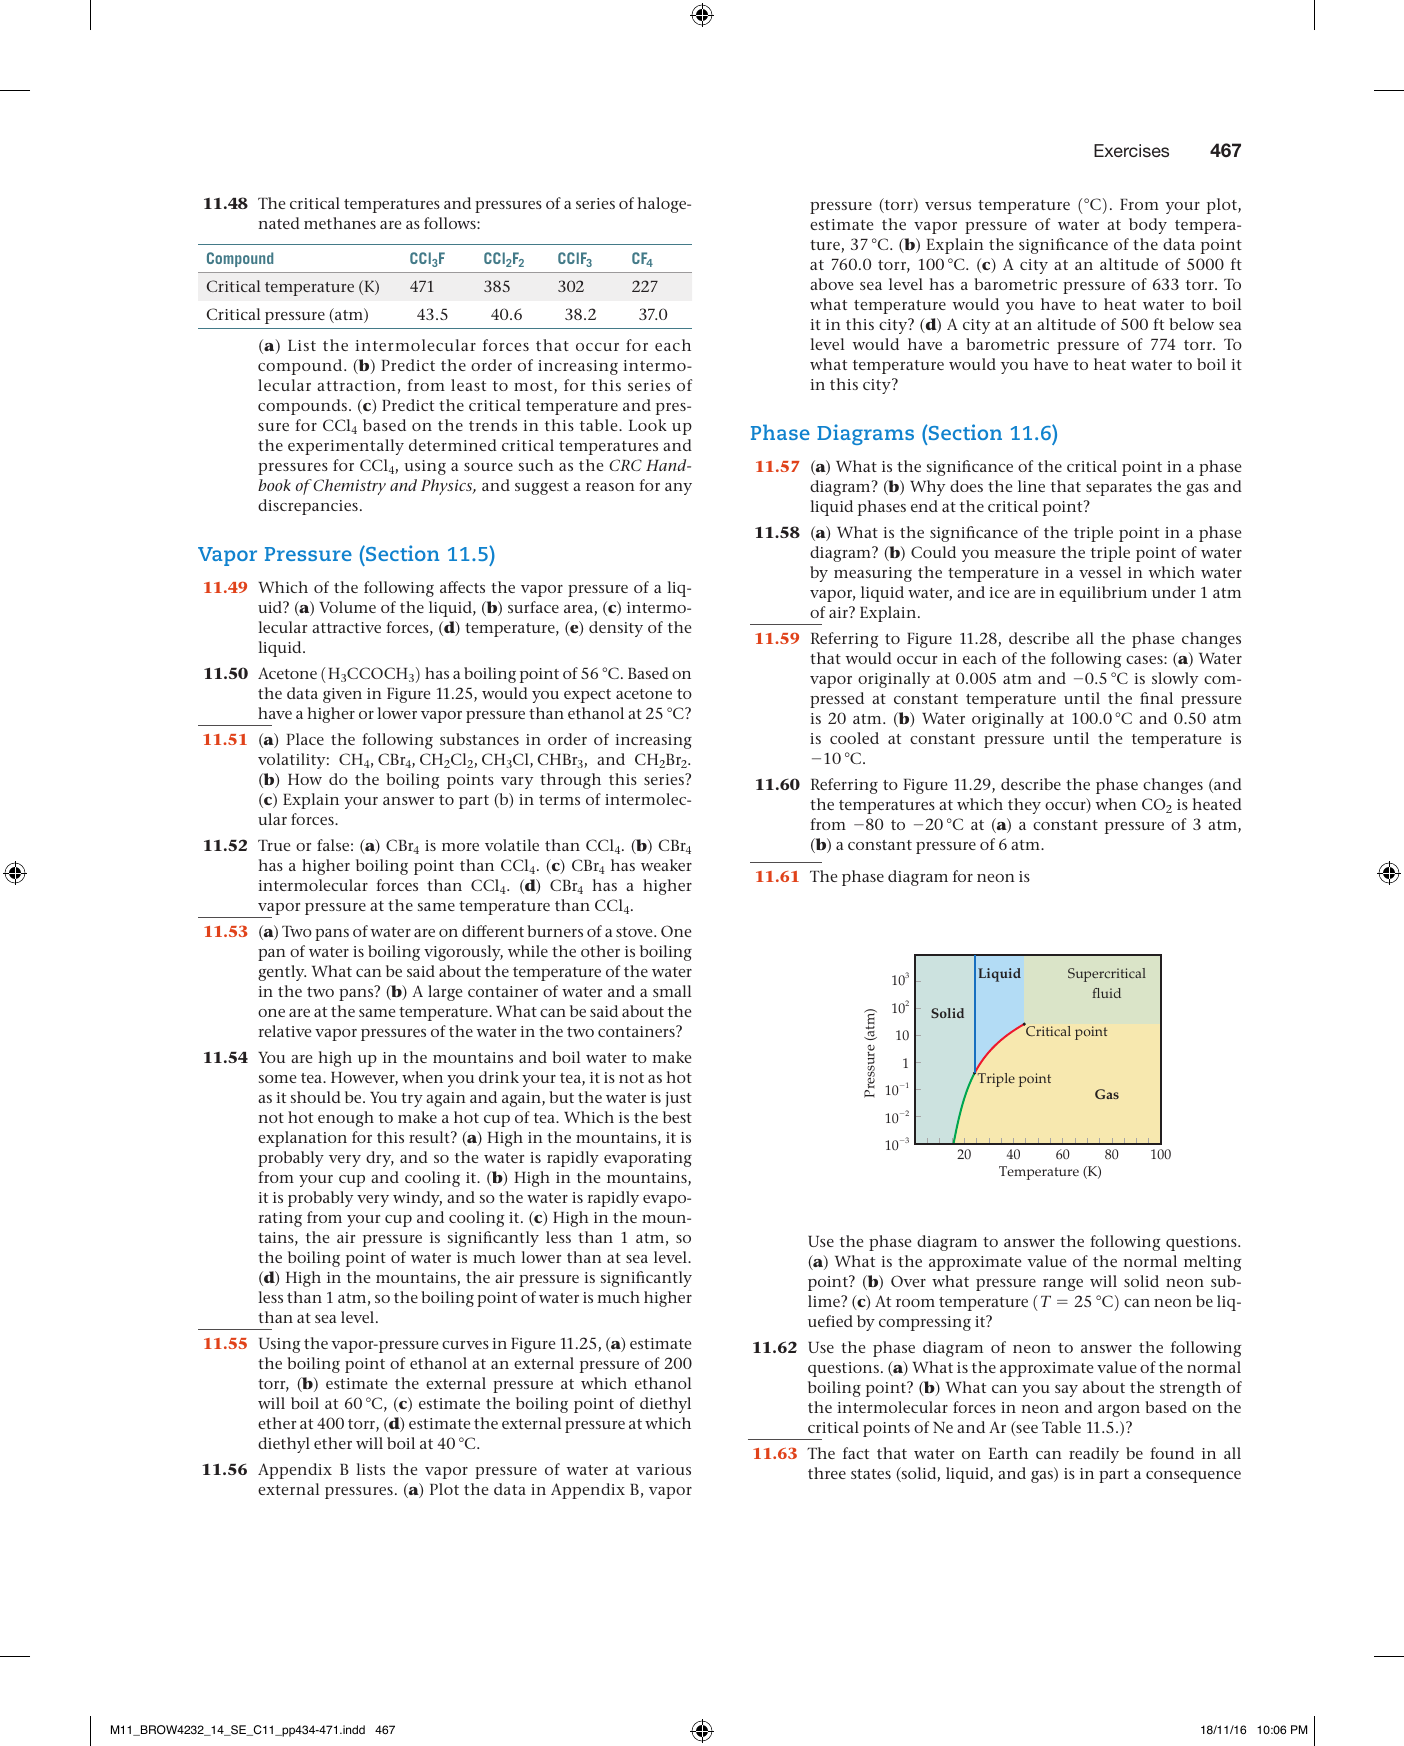 Exercises 467
11.48 The critical temperatures and pressures of a series of haloge-
nated methanes are as follows:
Compound CCl₃F CCl₂F₂ CClF₃ CF₄
Critical temperature (K) 471 385 302 227
Critical pressure (atm) 43.5 40.6 38.2 37.0
(a) List the intermolecular forces that occur for each
compound. (b) Predict the order of increasing intermo-
lecular attraction, from least to most, for this series of
compounds. (c) Predict the critical temperature and pres-
sure for CCl₄ based on the trends in this table. Look up
the experimentally determined critical temperatures and
pressures for CCl₄, using a source such as the CRC Hand-
book of Chemistry and Physics, and suggest a reason for any
discrepancies.
Vapor Pressure (Section 11.5)
11.49 Which of the following affects the vapor pressure of a liq-
uid? (a) Volume of the liquid, (b) surface area, (c) intermo-
lecular attractive forces, (d) temperature, (e) density of the
liquid.
11.50 Acetone (H₃CCOCH₃) has a boiling point of 56 °C. Based on
the data given in Figure 11.25, would you expect acetone to
have a higher or lower vapor pressure than ethanol at 25 °C?
11.51 (a) Place the following substances in order of increasing
volatility: CH₄, CBr₄, CH₂Cl₂, CH₃Cl, CHBr₃, and CH₂Br₂.
(b) How do the boiling points vary through this series?
(c) Explain your answer to part (b) in terms of intermolec-
ular forces.
11.52 True or false: (a) CBr₄ is more volatile than CCl₄. (b) CBr₄
has a higher boiling point than CCl₄. (c) CBr₄ has weaker
intermolecular forces than CCl₄. (d) CBr₄ has a higher
vapor pressure at the same temperature than CCl₄.
11.53 (a) Two pans of water are on different burners of a stove. One
pan of water is boiling vigorously, while the other is boiling
gently. What can be said about the temperature of the water
in the two pans? (b) A large container of water and a small
one are at the same temperature. What can be said about the
relative vapor pressures of the water in the two containers?
11.54 You are high up in the mountains and boil water to make
some tea. However, when you drink your tea, it is not as hot
as it should be. You try again and again, but the water is just
not hot enough to make a hot cup of tea. Which is the best
explanation for this result? (a) High in the mountains, it is
probably very dry, and so the water is rapidly evaporating
from your cup and cooling it. (b) High in the mountains,
it is probably very windy, and so the water is rapidly evapo-
rating from your cup and cooling it. (c) High in the moun-
tains, the air pressure is significantly less than 1 atm, so
the boiling point of water is much lower than at sea level.
(d) High in the mountains, the air pressure is significantly
less than 1 atm, so the boiling point of water is much higher
than at sea level.
11.55 Using the vapor-pressure curves in Figure 11.25, (a) estimate
the boiling point of ethanol at an external pressure of 200
torr, (b) estimate the external pressure at which ethanol
will boil at 60 °C, (c) estimate the boiling point of diethyl
ether at 400 torr, (d) estimate the external pressure at which
diethyl ether will boil at 40 °C.
11.56 Appendix B lists the vapor pressure of water at various
external pressures. (a) Plot the data in Appendix B, vapor
pressure (torr) versus temperature (°C). From your plot,
estimate the vapor pressure of water at body tempera-
ture, 37 °C. (b) Explain the significance of the data point
at 760.0 torr, 100 °C. (c) A city at an altitude of 5000 ft
above sea level has a barometric pressure of 633 torr. To
what temperature would you have to heat water to boil
it in this city? (d) A city at an altitude of 500 ft below sea
level would have a barometric pressure of 774 torr. To
what temperature would you have to heat water to boil it
in this city?
Phase Diagrams (Section 11.6)
11.57 (a) What is the significance of the critical point in a phase
diagram? (b) Why does the line that separates the gas and
liquid phases end at the critical point?
11.58 (a) What is the significance of the triple point in a phase
diagram? (b) Could you measure the triple point of water
by measuring the temperature in a vessel in which water
vapor, liquid water, and ice are in equilibrium under 1 atm
of air? Explain.
11.59 Referring to Figure 11.28, describe all the phase changes
that would occur in each of the following cases: (a) Water
vapor originally at 0.005 atm and −0.5 °C is slowly com-
pressed at constant temperature until the final pressure
is 20 atm. (b) Water originally at 100.0 °C and 0.50 atm
is cooled at constant pressure until the temperature is
−10 °C.
11.60 Referring to Figure 11.29, describe the phase changes (and
the temperatures at which they occur) when CO₂ is heated
from −80 to −20 °C at (a) a constant pressure of 3 atm,
(b) a constant pressure of 6 atm.
11.61 The phase diagram for neon is
Liquid
Supercritical
fluid
Solid
Critical point
Triple point
Gas
Pressure (atm)
10³
10²
10
1
10⁻¹
10⁻²
10⁻³
20 40 60 80 100
Temperature (K)
Use the phase diagram to answer the following questions.
(a) What is the approximate value of the normal melting
point? (b) Over what pressure range will solid neon sub-
lime? (c) At room temperature (T = 25 °C) can neon be liq-
uefied by compressing it?
11.62 Use the phase diagram of neon to answer the following
questions. (a) What is the approximate value of the normal
boiling point? (b) What can you say about the strength of
the intermolecular forces in neon and argon based on the
critical points of Ne and Ar (see Table 11.5.)?
11.63 The fact that water on Earth can readily be found in all
three states (solid, liquid, and gas) is in part a consequence
M11_BROW4232_14_SE_C11_pp434-471.indd 467
18/11/16 10:06 PM